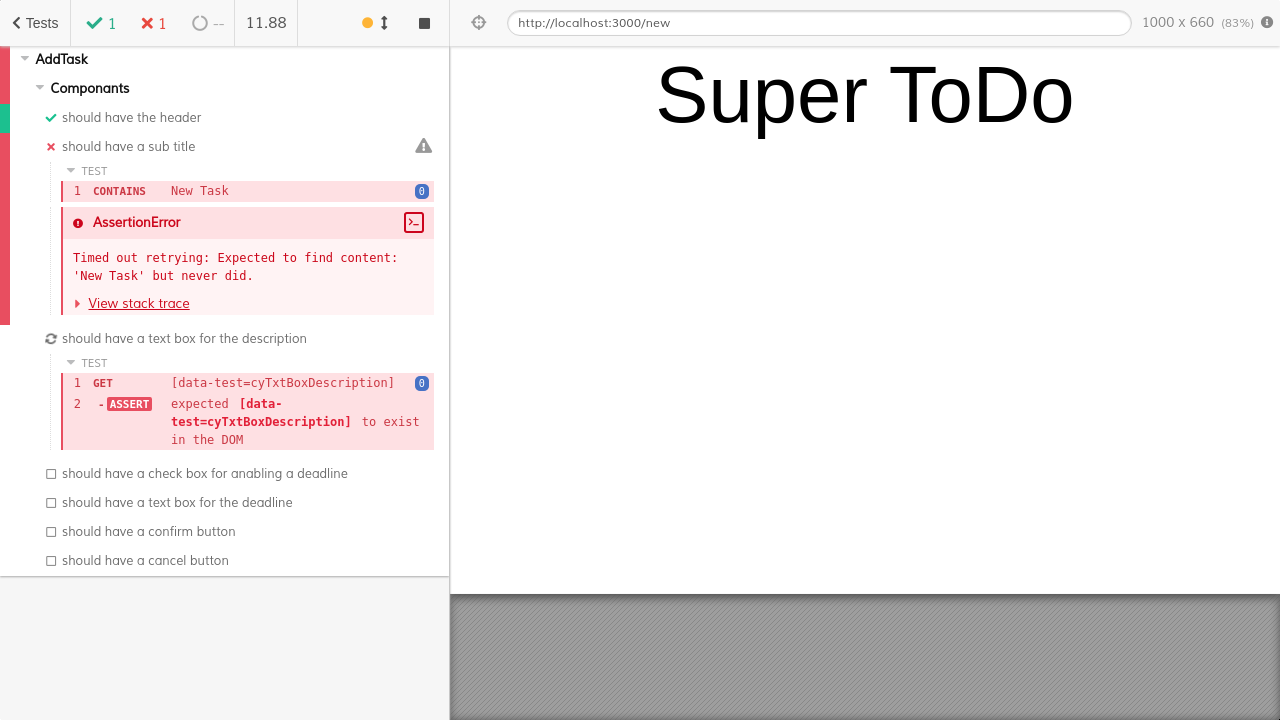 Tests
1
1
--
11.88
http://localhost:3000/new
1000 x 660 (83%)
AddTask
Componants
should have the header
should have a sub title
TEST
1 CONTAINS New Task 0
AssertionError
Timed out retrying: Expected to find content:
'New Task' but never did.
View stack trace
should have a text box for the description
TEST
1 GET [data-test=cyTxtBoxDescription] 0
2 -ASSERT expected [data-
test=cyTxtBoxDescription] to exist
in the DOM
should have a check box for anabling a deadline
should have a text box for the deadline
should have a confirm button
should have a cancel button
Super ToDo